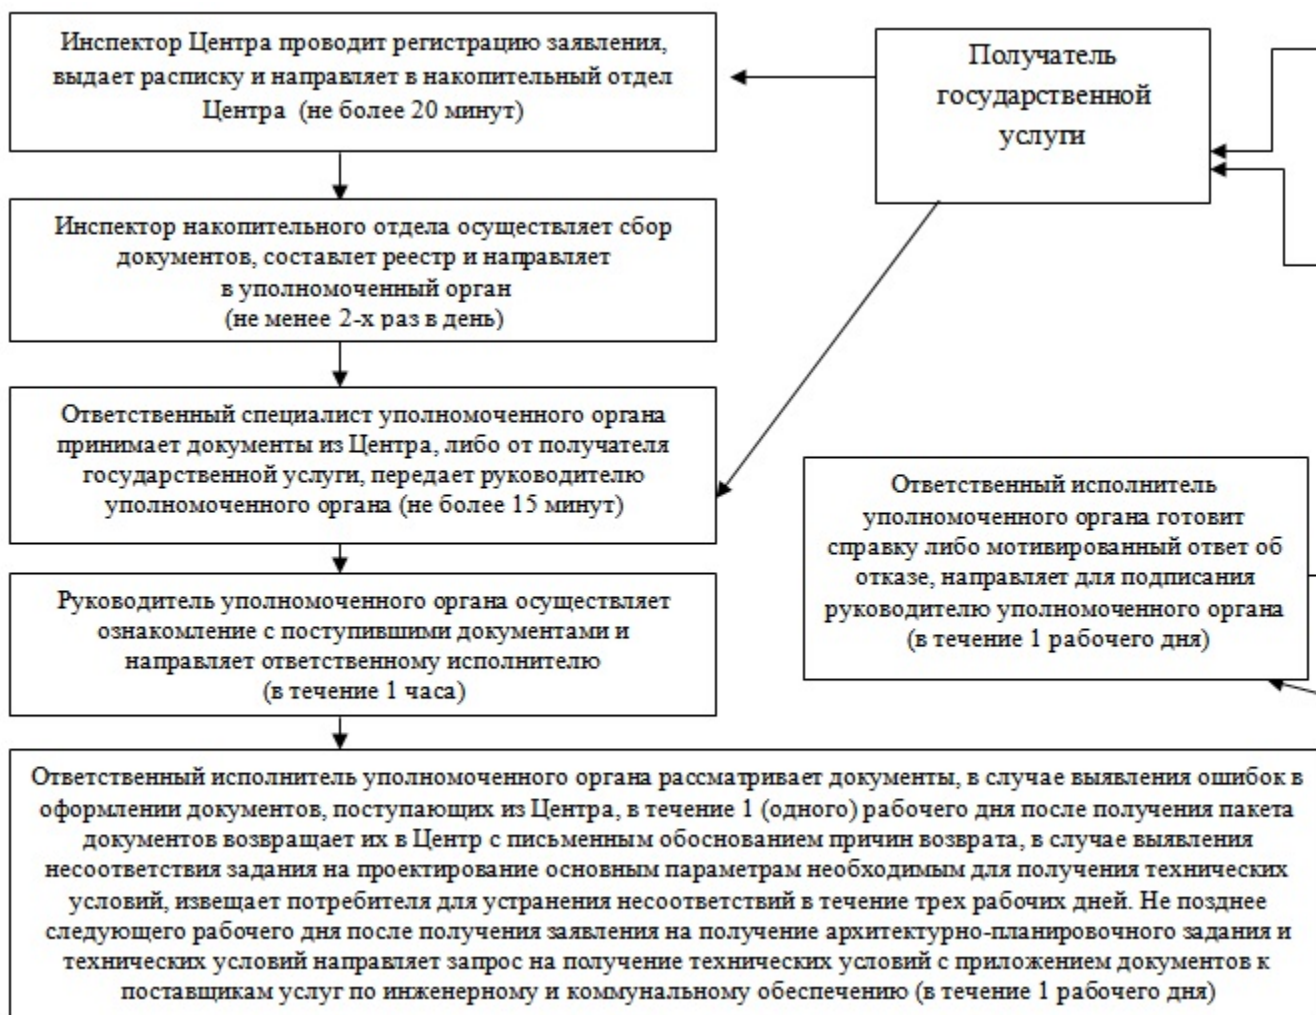 Инспектор Центра проводит регистрацию заявления,
выдает расписку и направляет в накопительный отдел
Центра (не более 20 минут)
Получатель
государственной
услуги
Инспектор накопительного отдела осуществляет сбор
документов, составлет реестр и направляет
в уполномоченный орган
(не менее 2-х раз в день)
Ответственный специалист уполномоченного органа
принимает документы из Центра, либо от получателя
государственной услуги, передает руководителю
уполномоченного органа (не более 15 минут)
Ответственный исполнитель
уполномоченного органа готовит
справку либо мотивированный ответ об
отказе, направляет для подписания
руководителю уполномоченного органа
(в течение 1 рабочего дня)
Руководитель уполномоченного органа осуществляет
ознакомление с поступившими документами и
направляет ответственному исполнителю
(в течение 1 часа)
Ответственный исполнитель уполномоченного органа рассматривает документы, в случае выявления ошибок в
оформлении документов, поступающих из Центра, в течение 1 (одного) рабочего дня после получения пакета
документов возвращает их в Центр с письменным обоснованием причин возврата, в случае выявления
несоответствия задания на проектирование основным параметрам необходимым для получения технических
условий, извещает потребителя для устранения несоответствий в течение трех рабочих дней. Не позднее
следующего рабочего дня после получения заявления на получение архитектурно-планировочного задания и
технических условий направляет запрос на получение технических условий с приложением документов к
поставщикам услуг по инженерному и коммунальному обеспечению (в течение 1 рабочего дня)